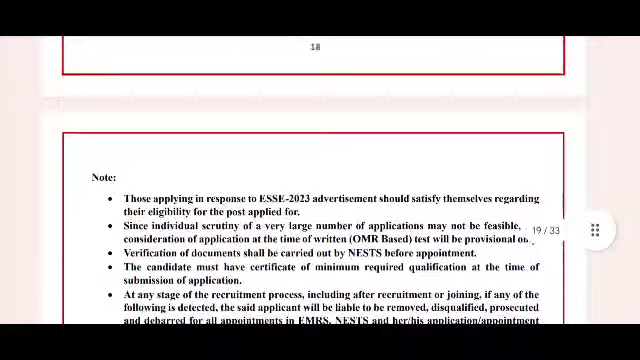 18
Note:
• Those applying in response to ESSE-2023 advertisement should satisfy themselves regarding
their eligibility for the post applied for.
• Since individual scrutiny of a very large number of applications may not be feasible,
consideration of application at the time of written (OMR Based) test will be provisional
19 / 33
• Verification of documents shall be carried out by NESTS before appointment.
• The candidate must have certificate of minimum required qualification at the time of
submission of application.
• At any stage of the recruitment process, including after recruitment or joining, if any of the
following is detected, the said applicant will be liable to be removed, disqualified, prosecuted
and debarred for all appointments in EMRS, NESTS and her/his application/appointment